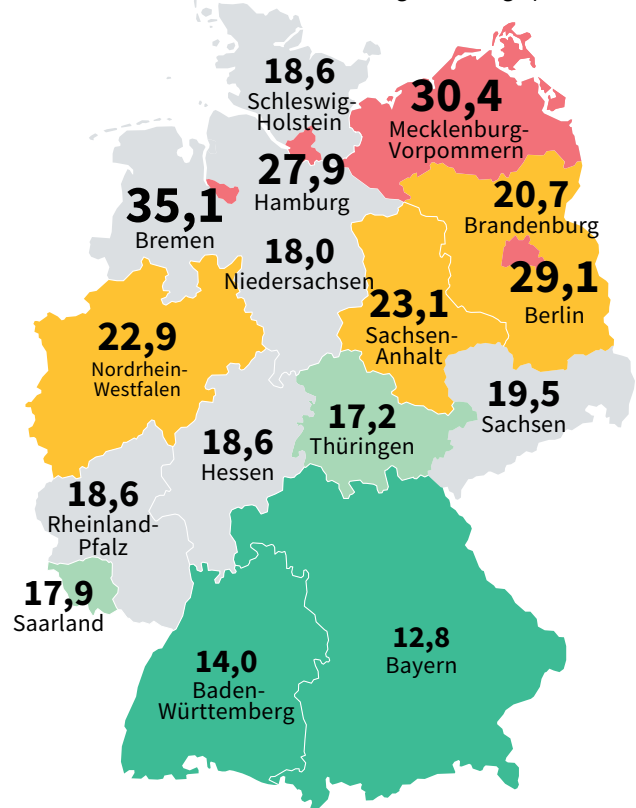 18,6
Schleswig-
Holstein
30,4
Mecklenburg-
Vorpommern
27,9
Hamburg
20,7
Brandenburg
35,1
Bremen
18,0
Niedersachsen
29,1
Berlin
23,1
Sachsen-
Anhalt
22,9
Nordrhein-
Westfalen
19,5
Sachsen
17,2
Thüringen
18,6
Hessen
18,6
Rheinland-
Pfalz
17,9
Saarland
12,8
Bayern
14,0
Baden-
Württemberg